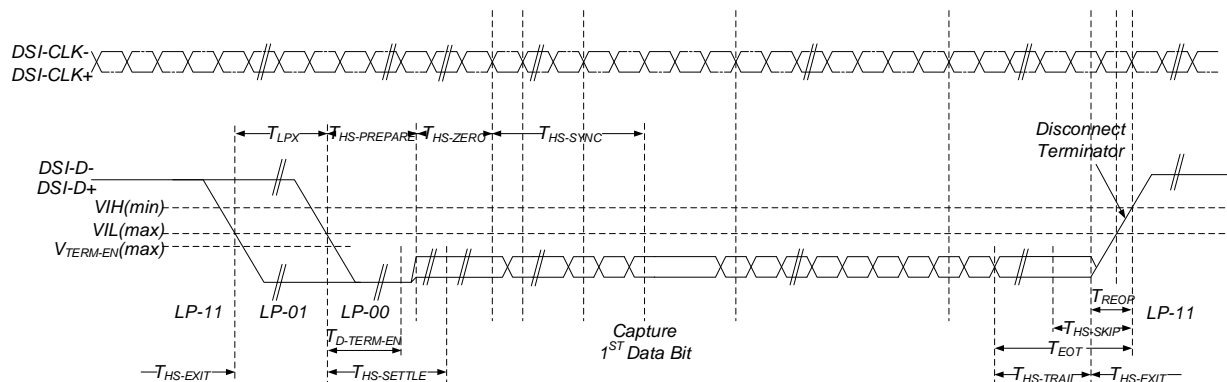 DSI-CLK-
DSI-CLK+
TLPX
THS-PREPARE
THS-ZERO
THS-SYNC
Disconnect
Terminator
DSI-D-
DSI-D+
VIH(min)
VIL(max)
VTERM-EN(max)
LP-11
LP-01
LP-00
TREOP
LP-11
TD-TERM-EN
Capture
1ST Data Bit
THS-SKIP
TEOT
THS-EXIT
THS-SETTLE
THS-TRAIL
THS-EXIT